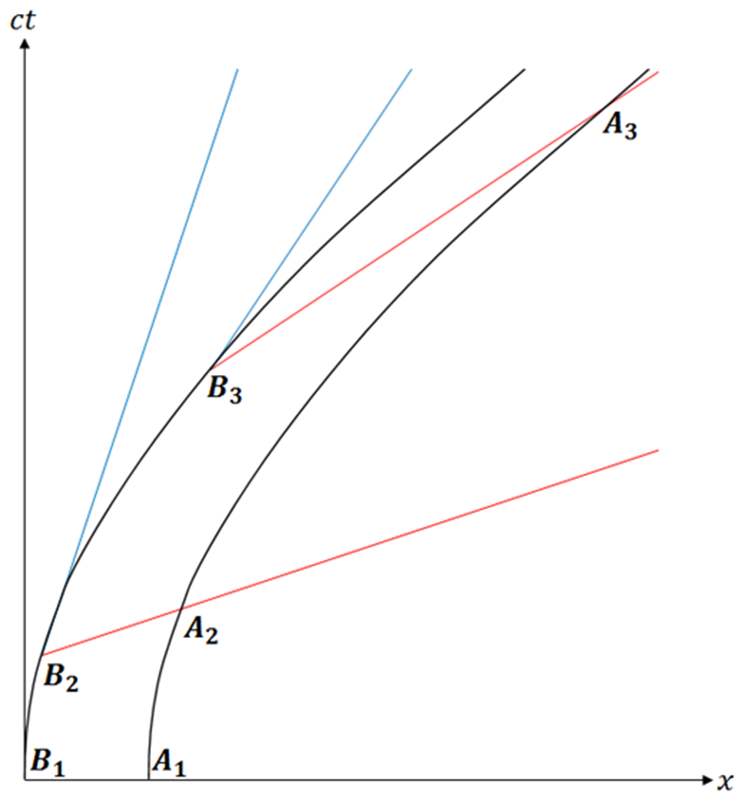 ct
A₃
B₃
A₂
B₂
B₁
A₁
x